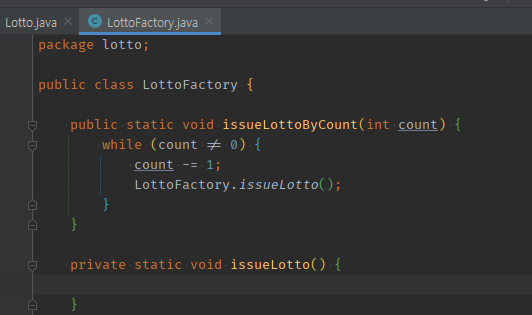 Lotto.java × C LottoFactory.java ×
package lotto;
public class LottoFactory {
public static void issueLottoByCount(int count) {
while (count ≠ 0) {
count -= 1;
LottoFactory.issueLotto();
}
}
private static void issueLotto() {
}